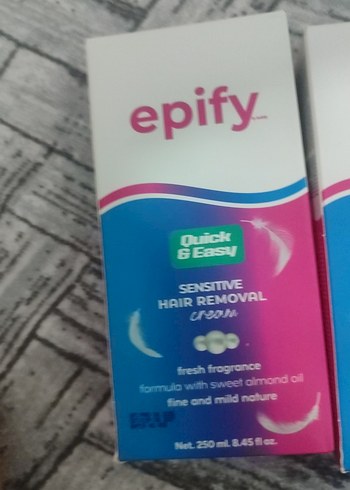 epify
Quick
& Easy
SENSITIVE
HAIR REMOVAL
cream
fresh fragrance
formula with sweet almond oil
fine and mild nature
Net. 250 ml. 8.45 fl oz.